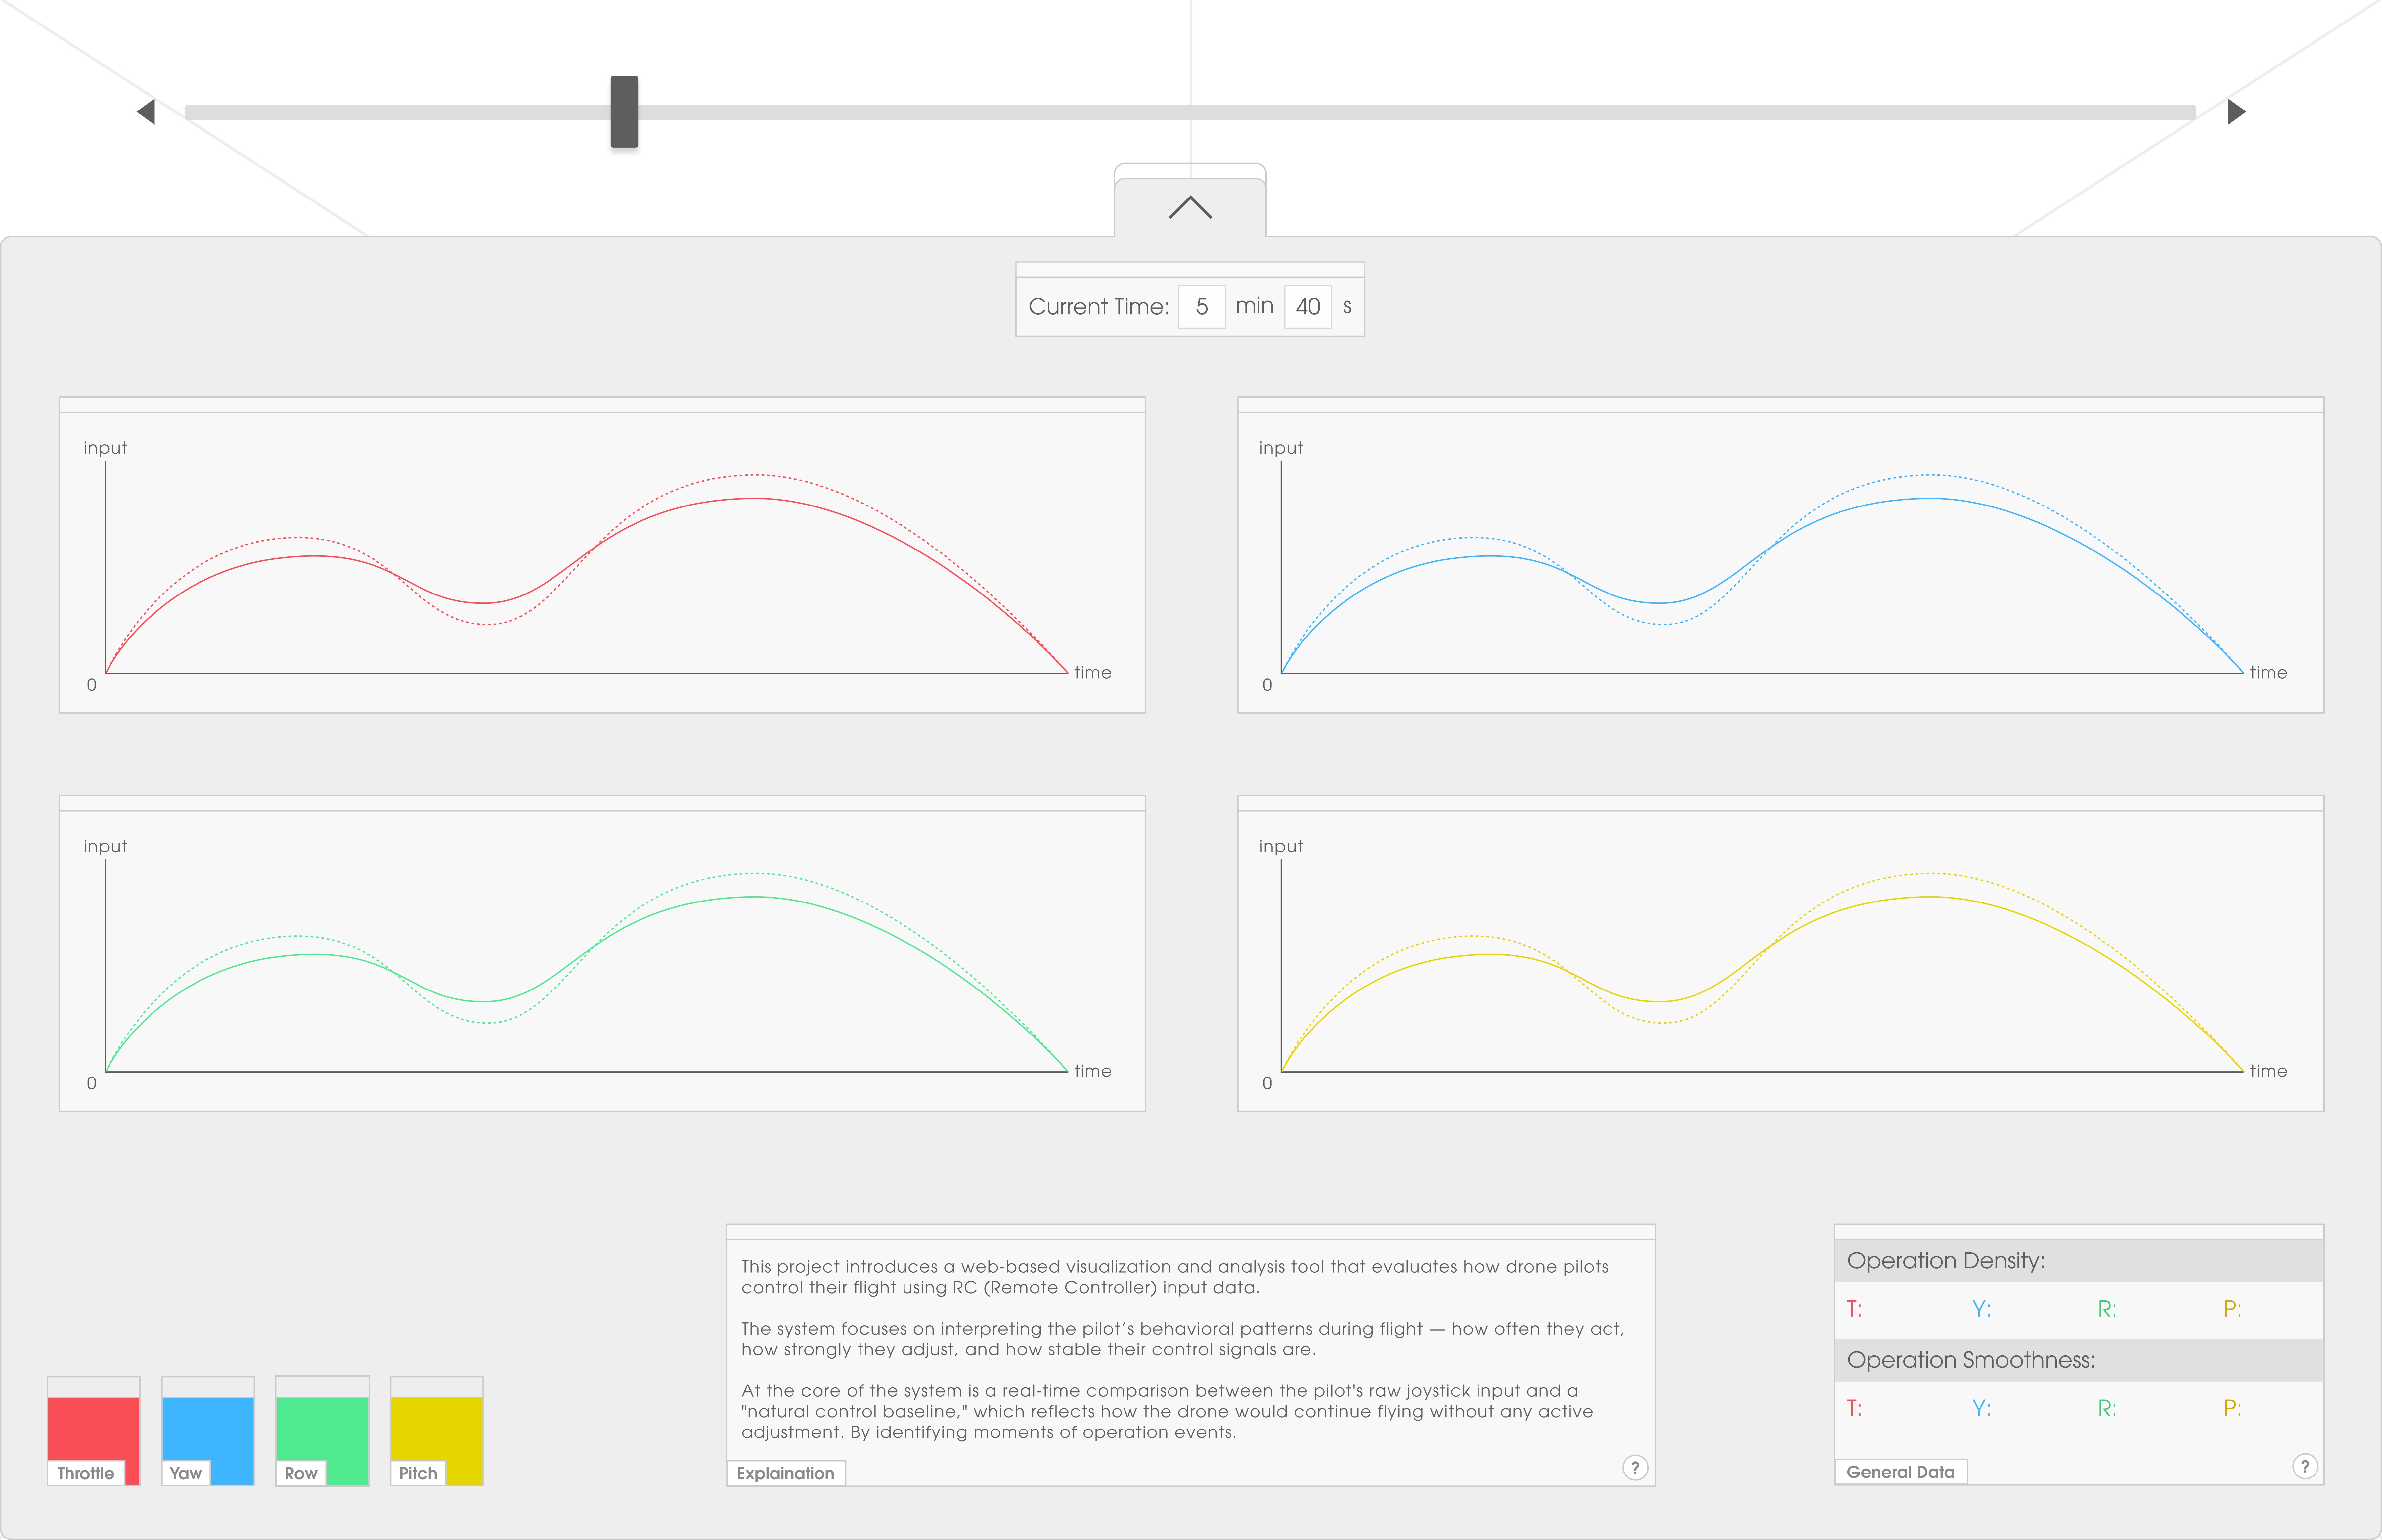 Current Time: 5 min 40 s
input
0
time
input
0
time
input
0
time
input
0
time
Throttle
Yaw
Row
Pitch
This project introduces a web-based visualization and analysis tool that evaluates how drone pilots
control their flight using RC (Remote Controller) input data.
The system focuses on interpreting the pilot’s behavioral patterns during flight — how often they act,
how strongly they adjust, and how stable their control signals are.
At the core of the system is a real-time comparison between the pilot's raw joystick input and a
"natural control baseline," which reflects how the drone would continue flying without any active
adjustment. By identifying moments of operation events.
Explaination
?
Operation Density:
T: Y: R: P:
Operation Smoothness:
T: Y: R: P:
General Data
?